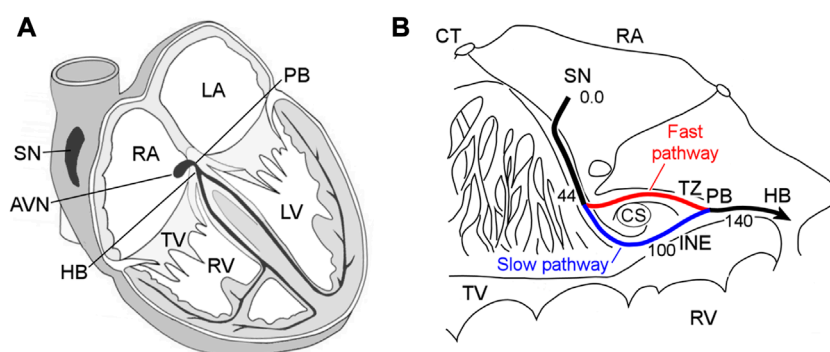 A
PB
LA
RA
SN
AVN
LV
TV
RV
HB
B
CT
RA
SN
0.0
Fast
pathway
44
TZ
PB
HB
CS
140
100
INE
Slow pathway
TV
RV